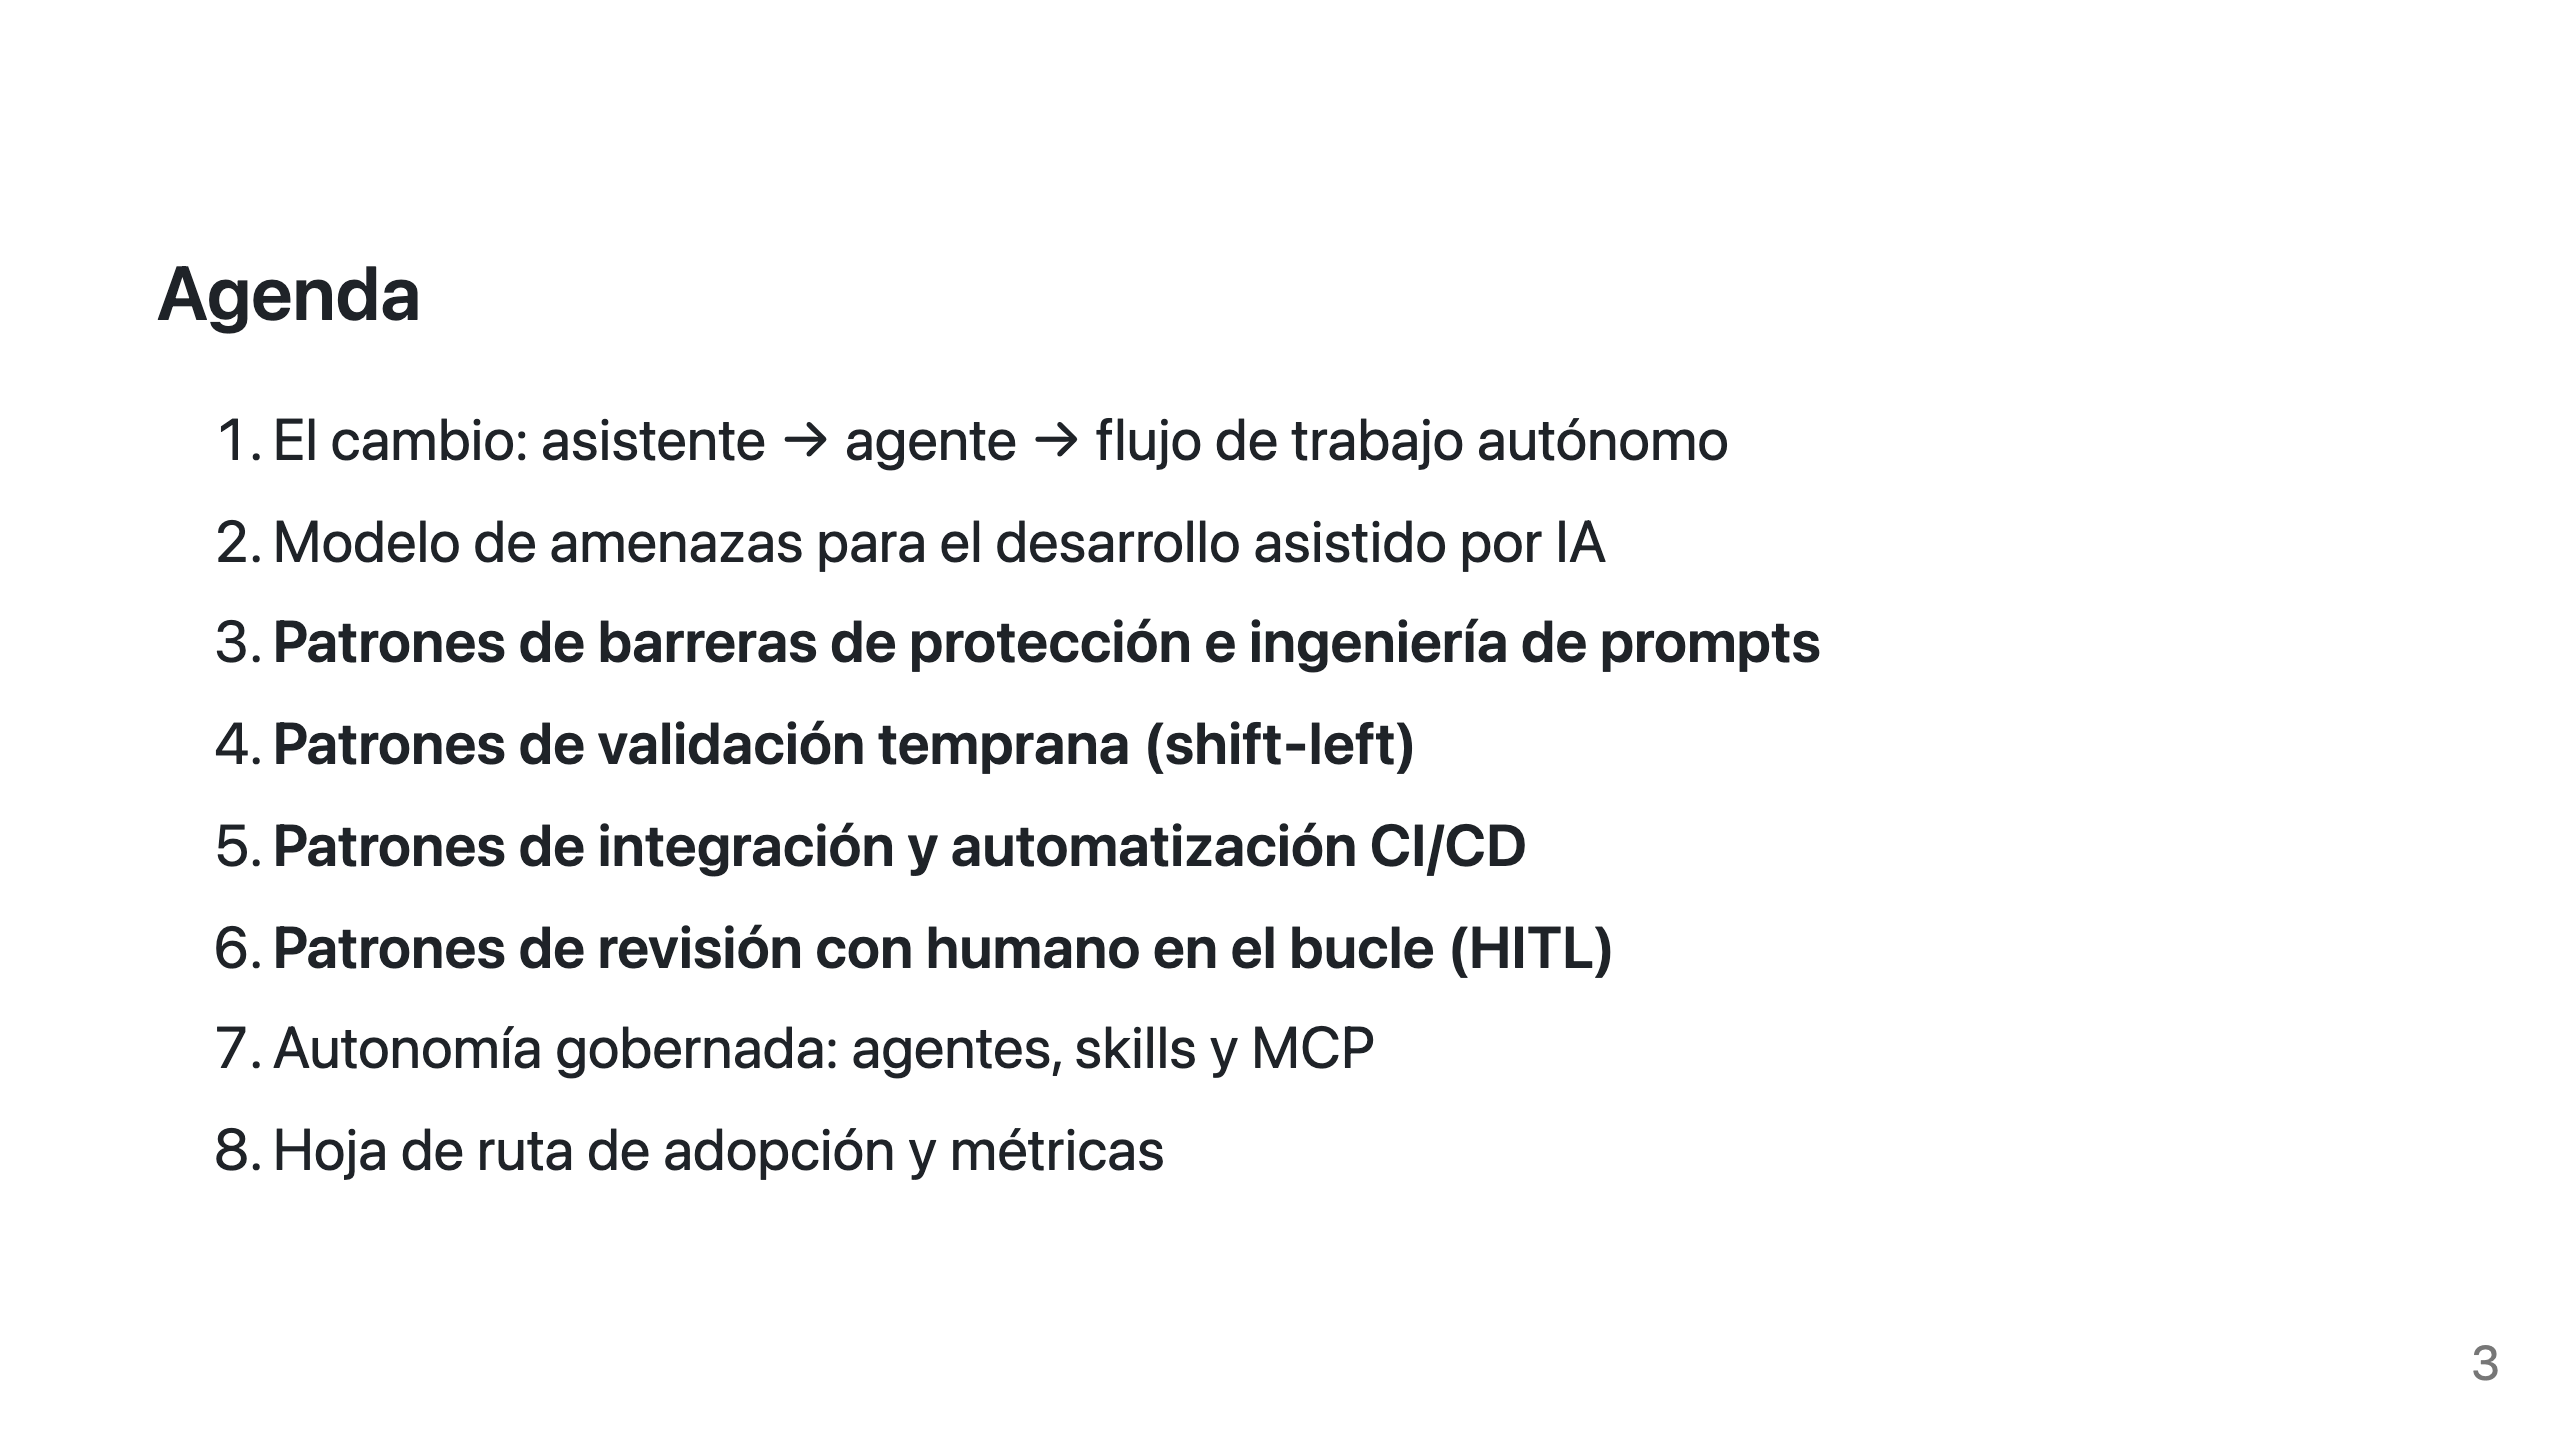 Agenda
1. El cambio: asistente → agente → flujo de trabajo autónomo
2. Modelo de amenazas para el desarrollo asistido por IA
3. Patrones de barreras de protección e ingeniería de prompts
4. Patrones de validación temprana (shift-left)
5. Patrones de integración y automatización CI/CD
6. Patrones de revisión con humano en el bucle (HITL)
7. Autonomía gobernada: agentes, skills y MCP
8. Hoja de ruta de adopción y métricas
3